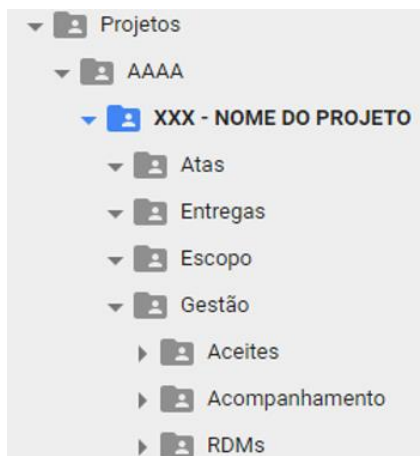 Projetos
AAAA
XXX - NOME DO PROJETO
Atas
Entregas
Escopo
Gestão
Aceites
Acompanhamento
RDMs